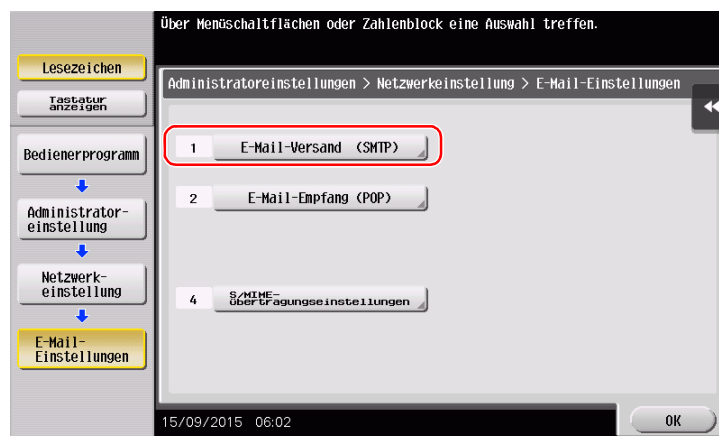 Über Menüschaltflächen oder Zahlenblock eine Auswahl treffen.
Lesezeichen
Tastatur
anzeigen
Bedienerprogramm
Administrator-
einstellung
Netzwerk-
einstellung
E-Mail-
Einstellungen
Administratoreinstellungen > Netzwerkeinstellung > E-Mail-Einstellungen
1 E-Mail-Versand (SMTP)
2 E-Mail-Empfang (POP)
4 S/MIME-
übertragungseinstellungen
15/09/2015 06:02
OK